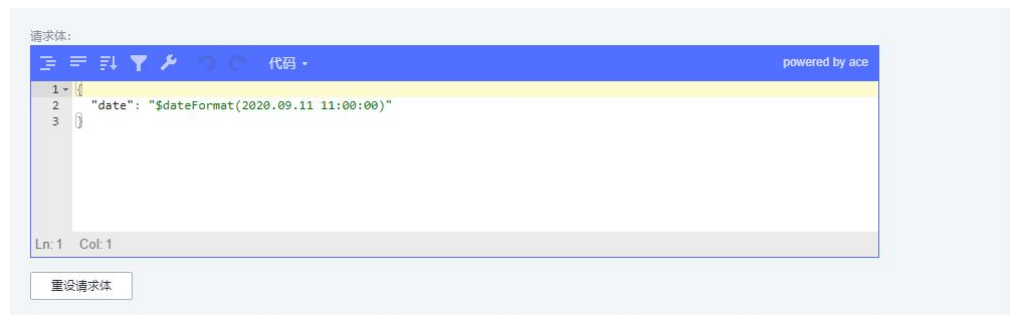 请求体:
代码
powered by ace
1 {
2 "date": "$dateFormat(2020.09.11 11:00:00)"
3 }
Ln: 1 Col: 1
重设请求体